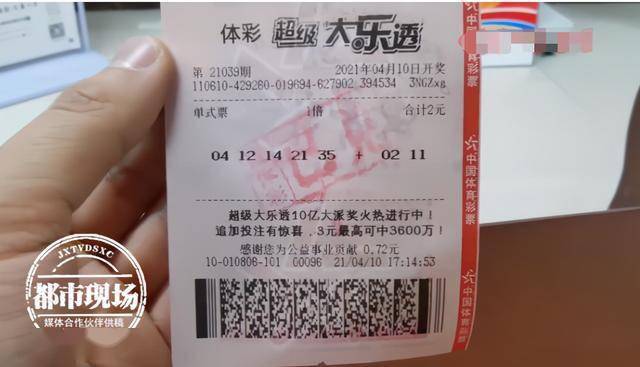 体彩 超级大乐透
第 21039期 2021年04月10日开奖
110610-429280-019694-627902 394534 3NGZxg
单式票 1倍 合计2元
04 12 14 21 35 + 02 11
超级大乐透10亿大派奖火热进行中！
追加投注有惊喜，3元最高可中3600万！
感谢您为公益事业贡献 0.72元
10-010806-101 00096 21/04/10 17:14:53
中国体育彩票
中国体育彩票
中国体育彩票
JXTVDSXC
都市现场
媒体合作伙伴供稿